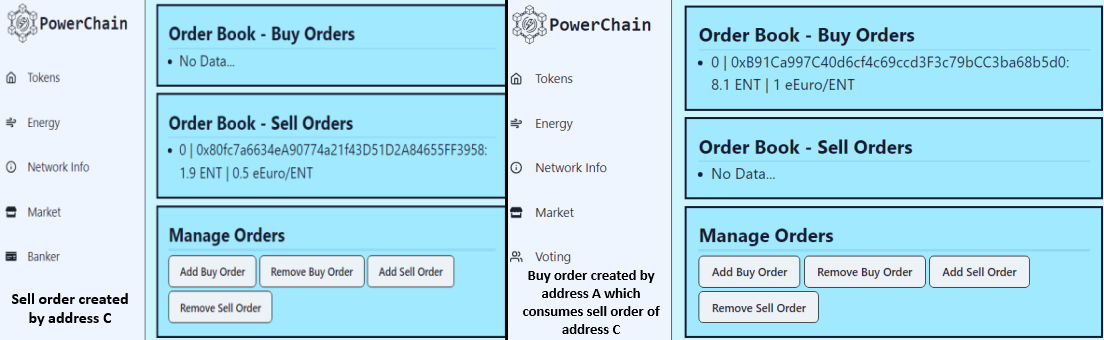 PowerChain
Tokens
Energy
Network Info
Market
Banker
Sell order created
by address C
Order Book - Buy Orders
No Data...
Order Book - Sell Orders
0 | 0x80fc7a6634eA90774a21f43D51D2A84655FF3958:
1.9 ENT | 0.5 eEuro/ENT
Manage Orders
Add Buy Order
Remove Buy Order
Add Sell Order
Remove Sell Order
PowerChain
Tokens
Energy
Network Info
Market
Voting
Buy order created by
address A which
consumes sell order of
address C
Order Book - Buy Orders
0 | 0xB91Ca997C40d6cf4c69ccd3F3c79bCC3ba68b5d0:
8.1 ENT | 1 eEuro/ENT
Order Book - Sell Orders
No Data...
Manage Orders
Add Buy Order
Remove Buy Order
Add Sell Order
Remove Sell Order